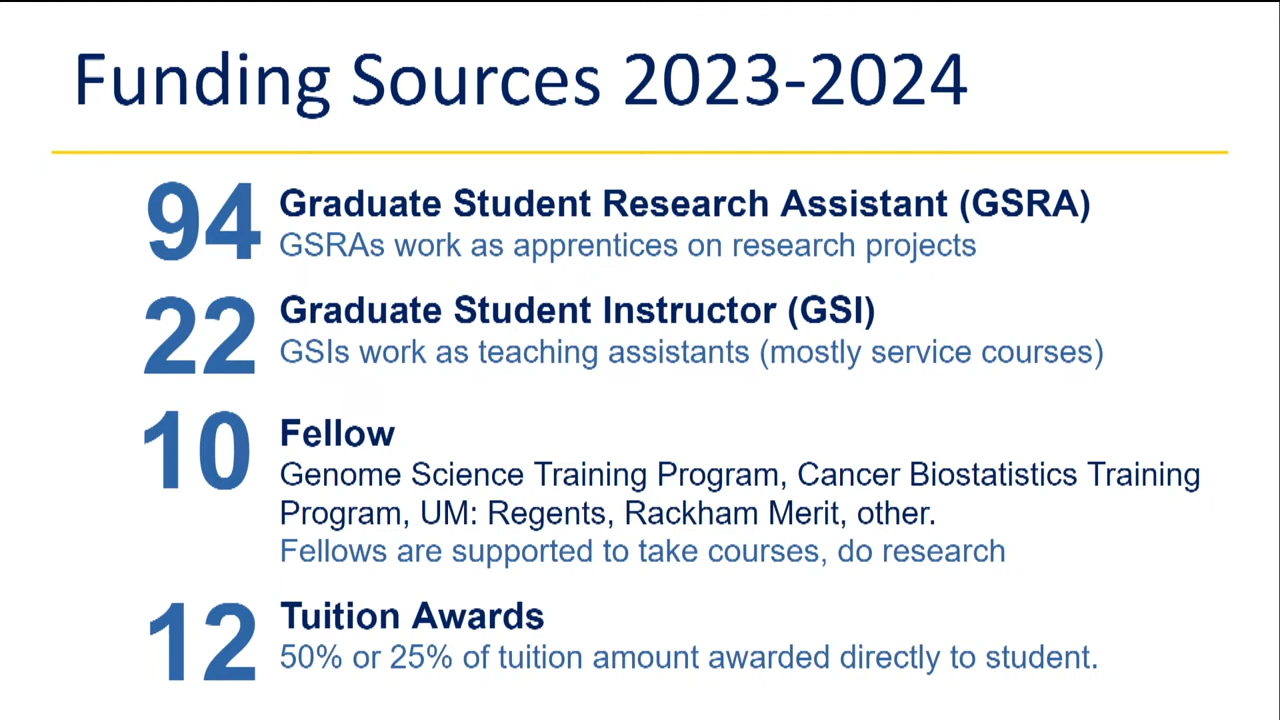 Funding Sources 2023-2024
94 Graduate Student Research Assistant (GSRA)
GSRAs work as apprentices on research projects
22 Graduate Student Instructor (GSI)
GSIs work as teaching assistants (mostly service courses)
10 Fellow
Genome Science Training Program, Cancer Biostatistics Training
Program, UM: Regents, Rackham Merit, other.
Fellows are supported to take courses, do research
12 Tuition Awards
50% or 25% of tuition amount awarded directly to student.